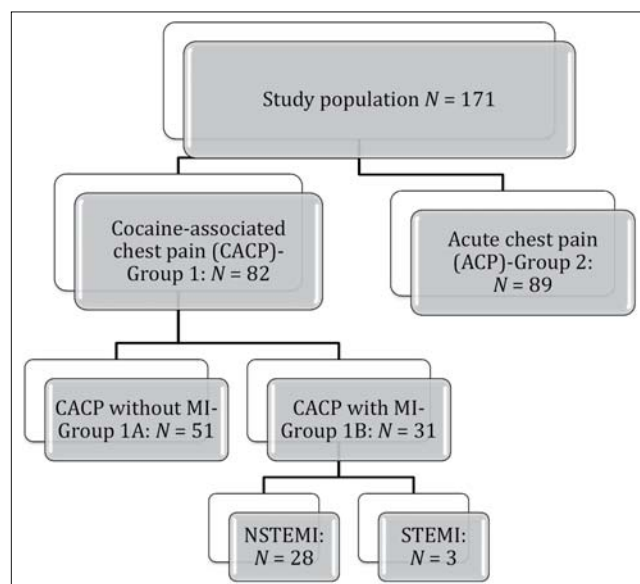 Study population N = 171
Cocaine-associated
chest pain (CACP)-
Group 1: N = 82
Acute chest pain
(ACP)-Group 2:
N = 89
CACP without MI-
Group 1A: N = 51
CACP with MI-
Group 1B: N = 31
NSTEMI:
N = 28
STEMI:
N = 3